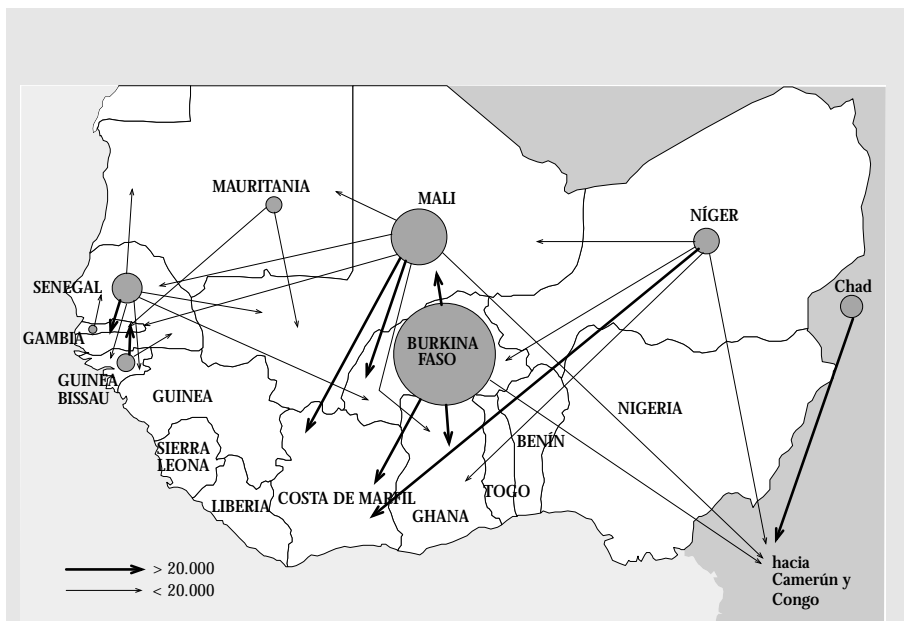 MAURITANIA
MALI
NÍGER
SENEGAL
Chad
GAMBIA
BURKINA
FASO
GUINEA
BISSAU
GUINEA
NIGERIA
SIERRA
LEONA
BENÍN
LIBERIA
COSTA DE MARFIL
TOGO
GHANA
hacia
Camerún y
Congo
> 20.000
< 20.000